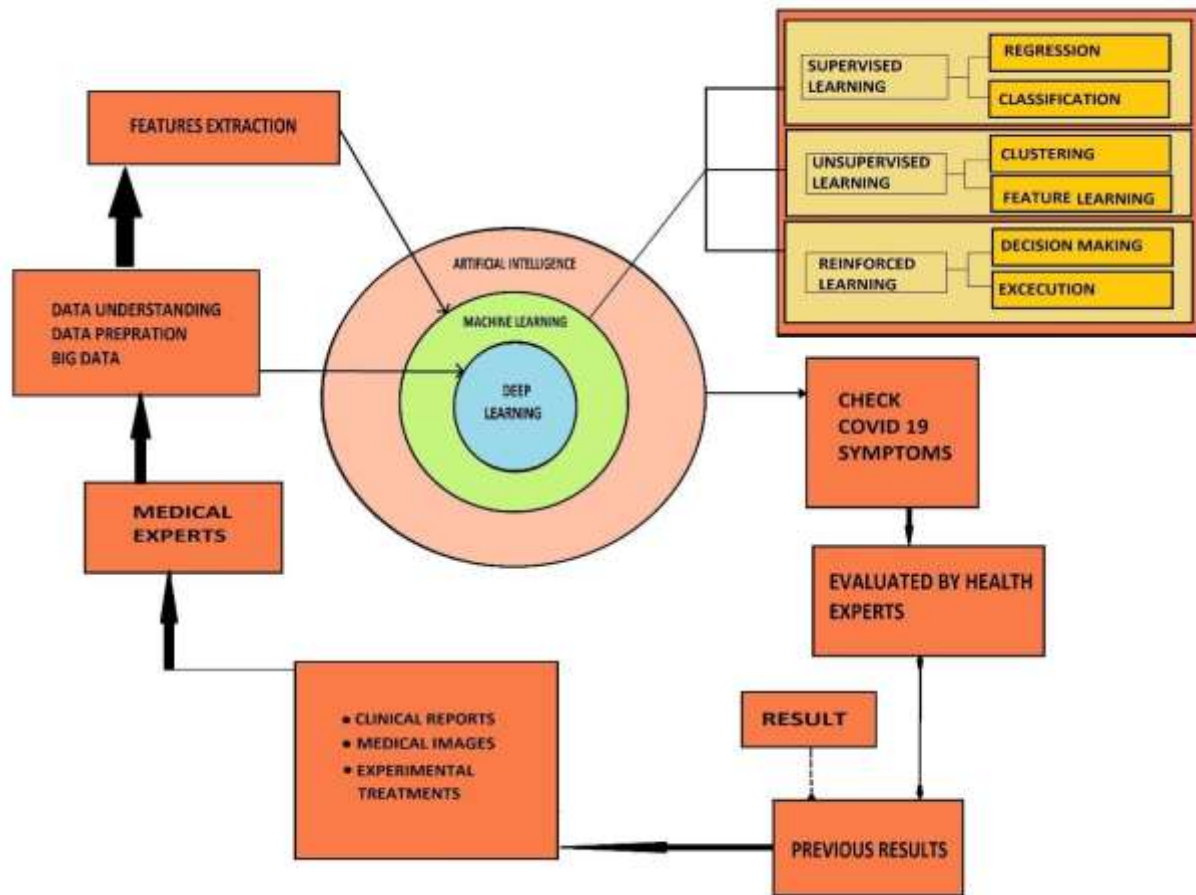 SUPERVISED
LEARNING
REGRESSION
CLASSIFICATION
UNSUPERVISED
LEARNING
CLUSTERING
FEATURE LEARNING
REINFORCED
LEARNING
DECISION MAKING
EXCECUTION
FEATURES EXTRACTION
ARTIFICIAL INTELLIGENCE
MACHINE LEARNING
DEEP
LEARNING
DATA UNDERSTANDING
DATA PREPRATION
BIG DATA
CHECK
COVID 19
SYMPTOMS
MEDICAL
EXPERTS
EVALUATED BY HEALTH
EXPERTS
• CLINICAL REPORTS
• MEDICAL IMAGES
• EXPERIMENTAL
TREATMENTS
RESULT
PREVIOUS RESULTS